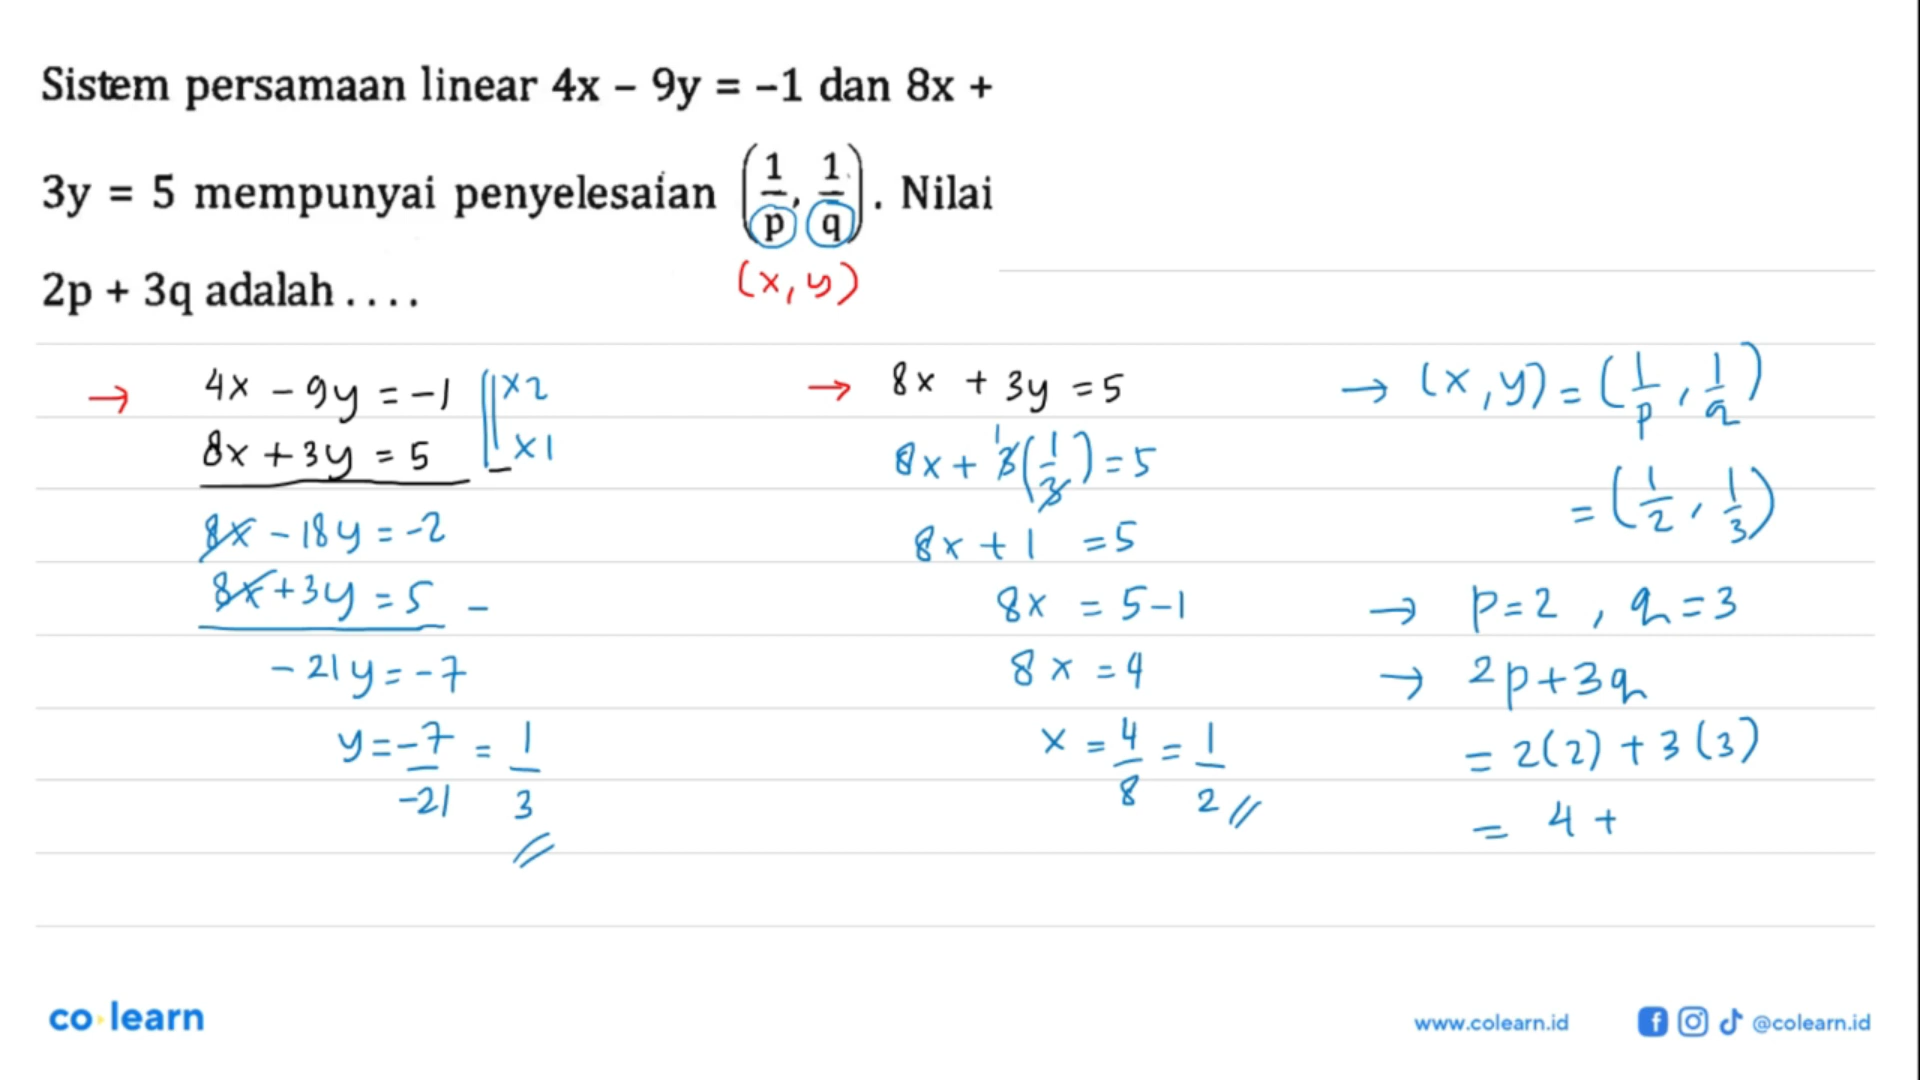 Sistem persamaan linear 4x – 9y = –1 dan 8x +
3y = 5 mempunyai penyelesaian (1/p, 1/q). Nilai
2p + 3q adalah . . . .
(x, y)
→ 4x - 9y = -1 || x2
8x + 3y = 5 || x1 -
8x - 18y = -2
8x + 3y = 5 -
-21y = -7
y = -7/-21 = 1/3 //
→ 8x + 3y = 5
8x + 3(1/3) = 5
1
8x + 1 = 5
8x = 5-1
8x = 4
x = 4/8 = 1/2 //
→ (x, y) = (1/p, 1/q)
= (1/2, 1/3)
→ p = 2 , q = 3
→ 2p + 3q
= 2(2) + 3(3)
= 4 +
co learn
www.colearn.id
@colearn.id